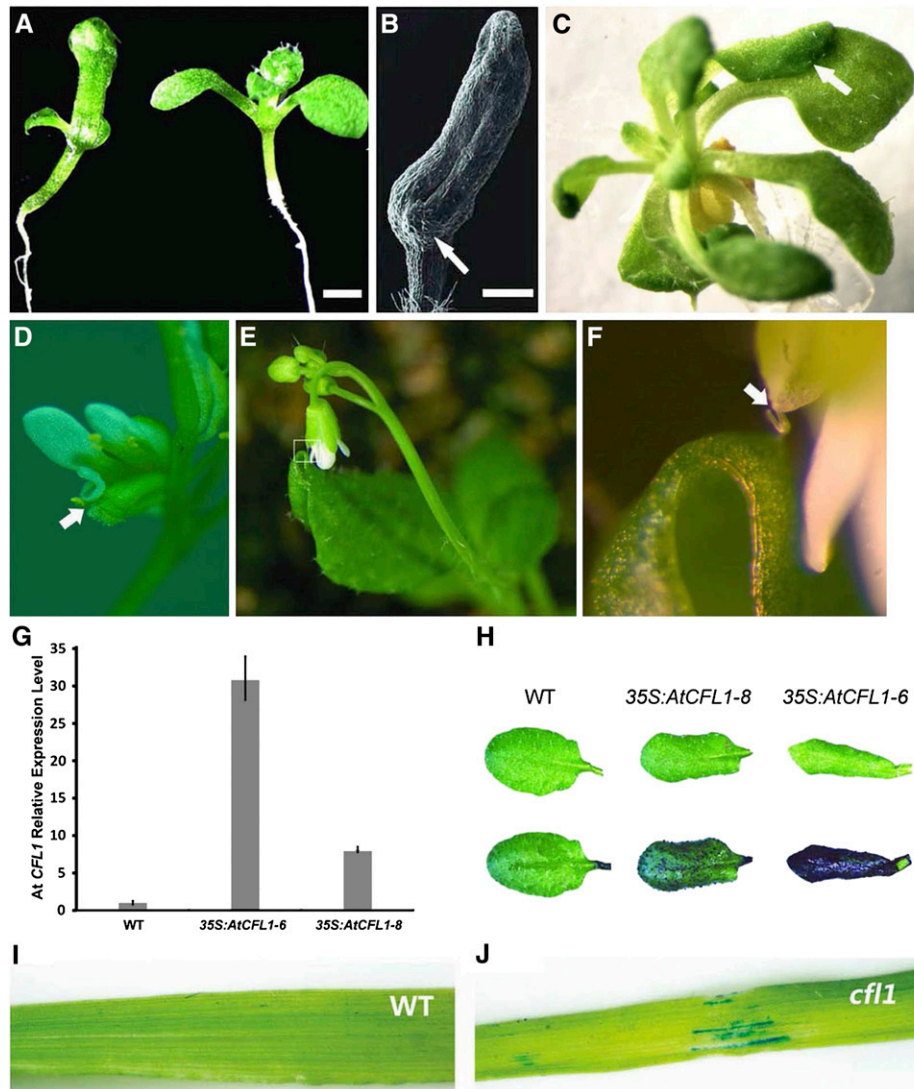 A
B
C
D
E
F
G
At CFL1 Relative Expression Level
35
30
25
20
15
10
5
0
WT
35S:AtCFL1-6
35S:AtCFL1-8
H
WT
35S:AtCFL1-8
35S:AtCFL1-6
I
WT
J
cfl1